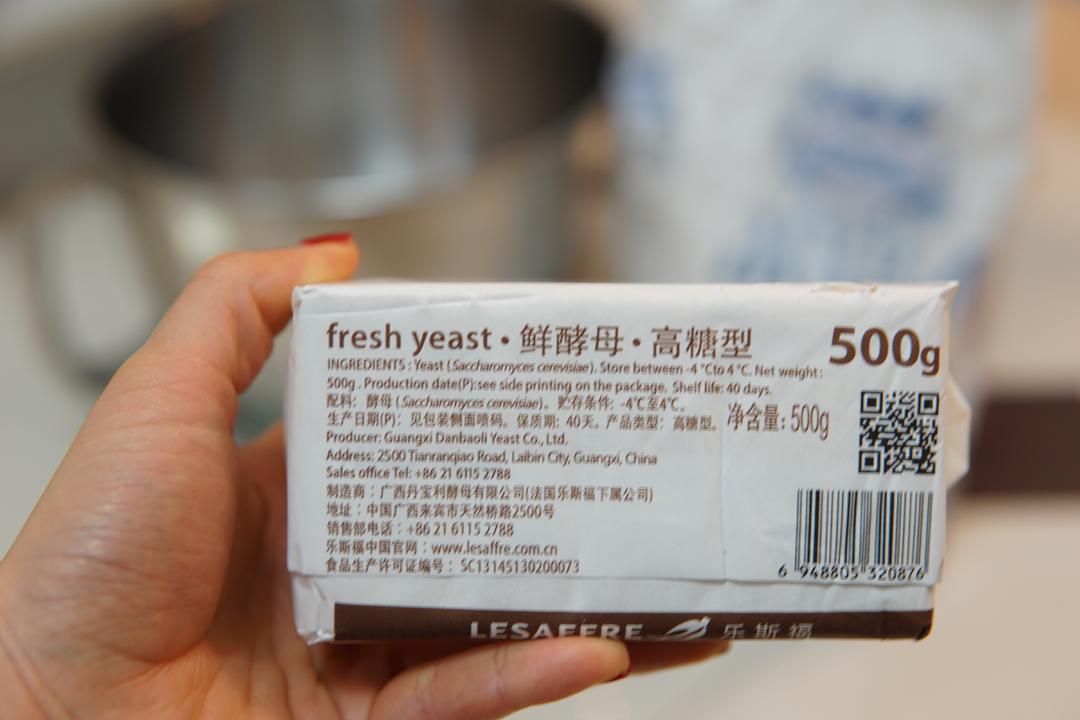 fresh yeast · 鲜酵母 · 高糖型
500g
INGREDIENTS : Yeast ( Saccharomyces cerevisiae). Store between -4 ℃to 4 ℃. Net weight:
500g . Production date(P):see side printing on the package. Shelf life: 40 days.
配料: 酵母 ( Saccharomyces cerevisiae)。贮存条件: -4℃至4℃。
生产日期(P): 见包装侧面喷码。保质期: 40天。产品类型: 高糖型。
净含量: 500g
Producer: Guangxi Danbaoli Yeast Co., Ltd.
Address: 2500 Tianranqiao Road, Laibin City, Guangxi, China
Sales office Tel: +86 21 6115 2788
制造商：广西丹宝利酵母有限公司(法国乐斯福下属公司)
地址：中国广西来宾市天然桥路2500号
销售部电话：+86 21 6115 2788
乐斯福中国官网：www.lesaffre.com.cn
食品生产许可证编号：SC13145130200073
6 948805 320876
LESAFFRE 乐斯福